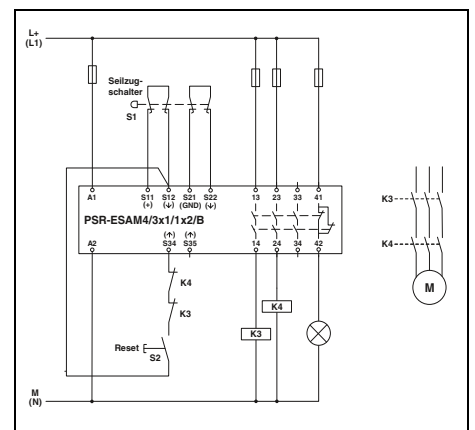 L+
(L1)
Seilzug-
schalter
S1
A1
S11
(+)
S12
(↓)
S21
(GND)
S22
(↓)
13
23
33
41
PSR-ESAM4/3x1/1x2/B
(↑)
(↑)
A2
S34
S35
14
24
34
42
K3
K4
M
K4
K3
K4
K3
Reset
S2
M
(N)